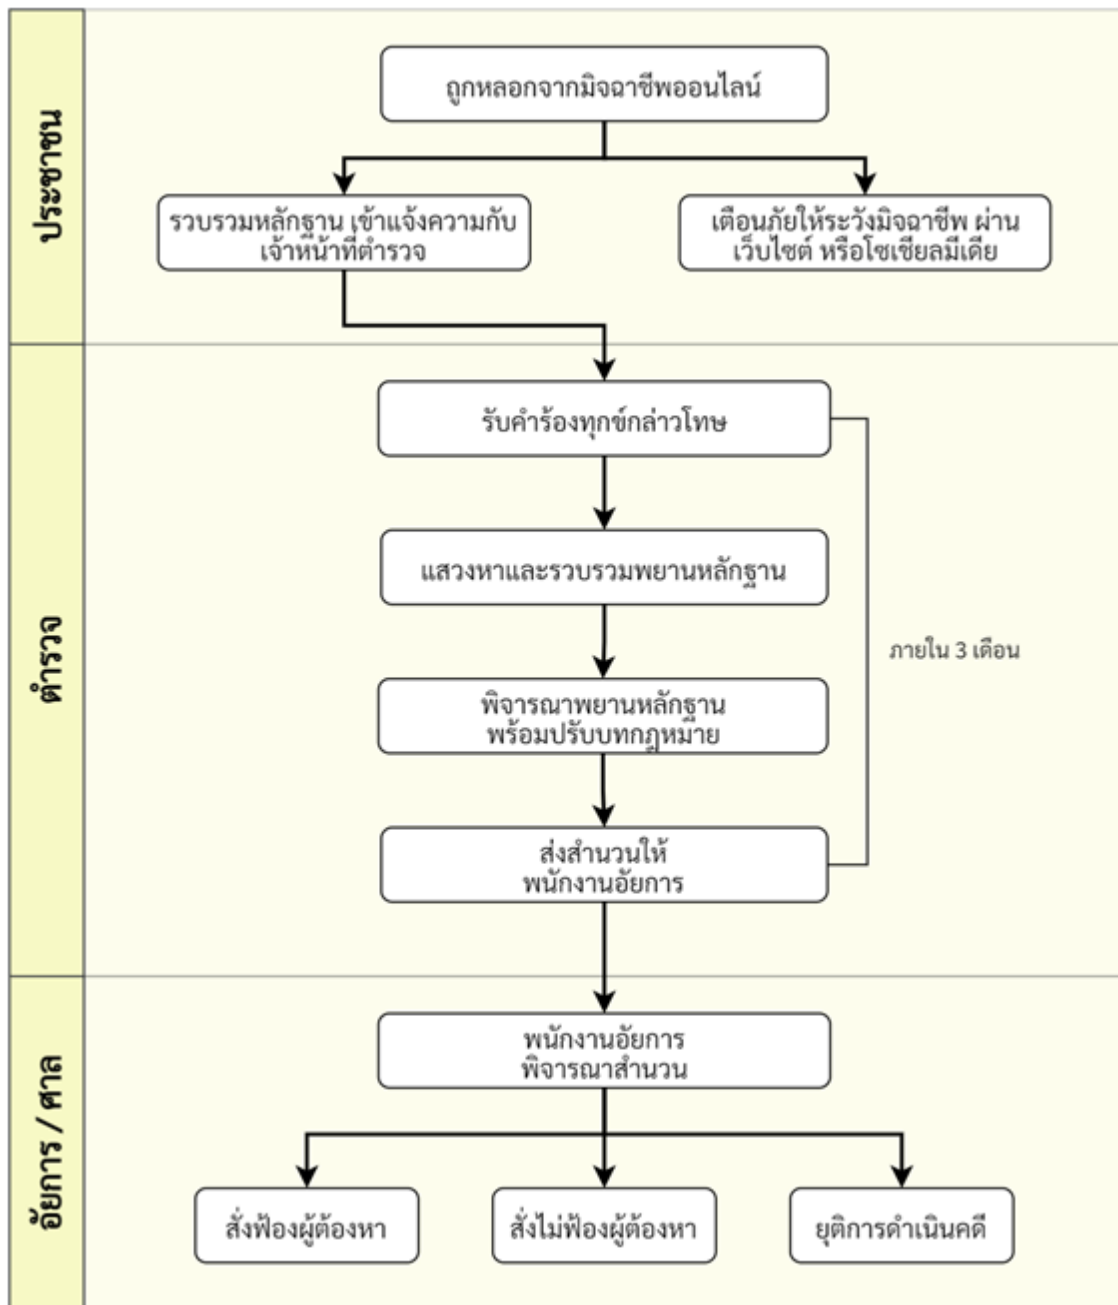 ประชาชน
ถูกหลอกจากมิจฉาชีพออนไลน์
รวบรวมหลักฐาน เข้าแจ้งความกับ
เจ้าหน้าที่ตำรวจ
เตือนภัยให้ระวังมิจฉาชีพ ผ่าน
เว็บไซต์ หรือโซเชียลมีเดีย
ตำรวจ
รับคำร้องทุกข์กล่าวโทษ
แสวงหาและรวบรวมพยานหลักฐาน
ภายใน 3 เดือน
พิจารณาพยานหลักฐาน
พร้อมปรับบทกฎหมาย
ส่งสำนวนให้
พนักงานอัยการ
อัยการ / ศาล
พนักงานอัยการ
พิจารณาสำนวน
สั่งฟ้องผู้ต้องหา
สั่งไม่ฟ้องผู้ต้องหา
ยุติการดำเนินคดี